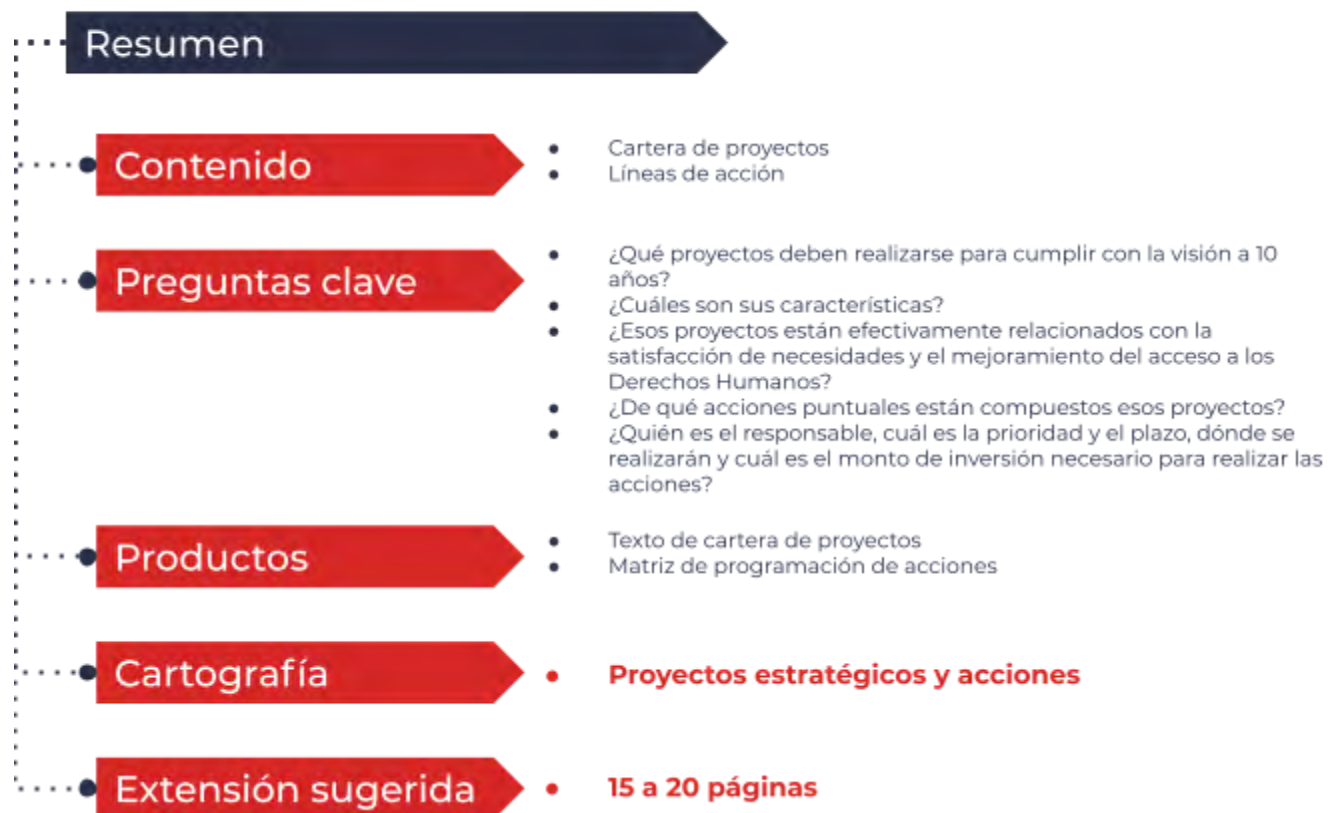 Resumen
Contenido
• Cartera de proyectos
• Líneas de acción
Preguntas clave
• ¿Qué proyectos deben realizarse para cumplir con la visión a 10
años?
• ¿Cuáles son sus características?
• ¿Esos proyectos están efectivamente relacionados con la
satisfacción de necesidades y el mejoramiento del acceso a los
Derechos Humanos?
• ¿De qué acciones puntuales están compuestos esos proyectos?
• ¿Quién es el responsable, cuál es la prioridad y el plazo, dónde se
realizarán y cuál es el monto de inversión necesario para realizar las
acciones?
Productos
• Texto de cartera de proyectos
• Matriz de programación de acciones
Cartografía
• Proyectos estratégicos y acciones
Extensión sugerida
• 15 a 20 páginas